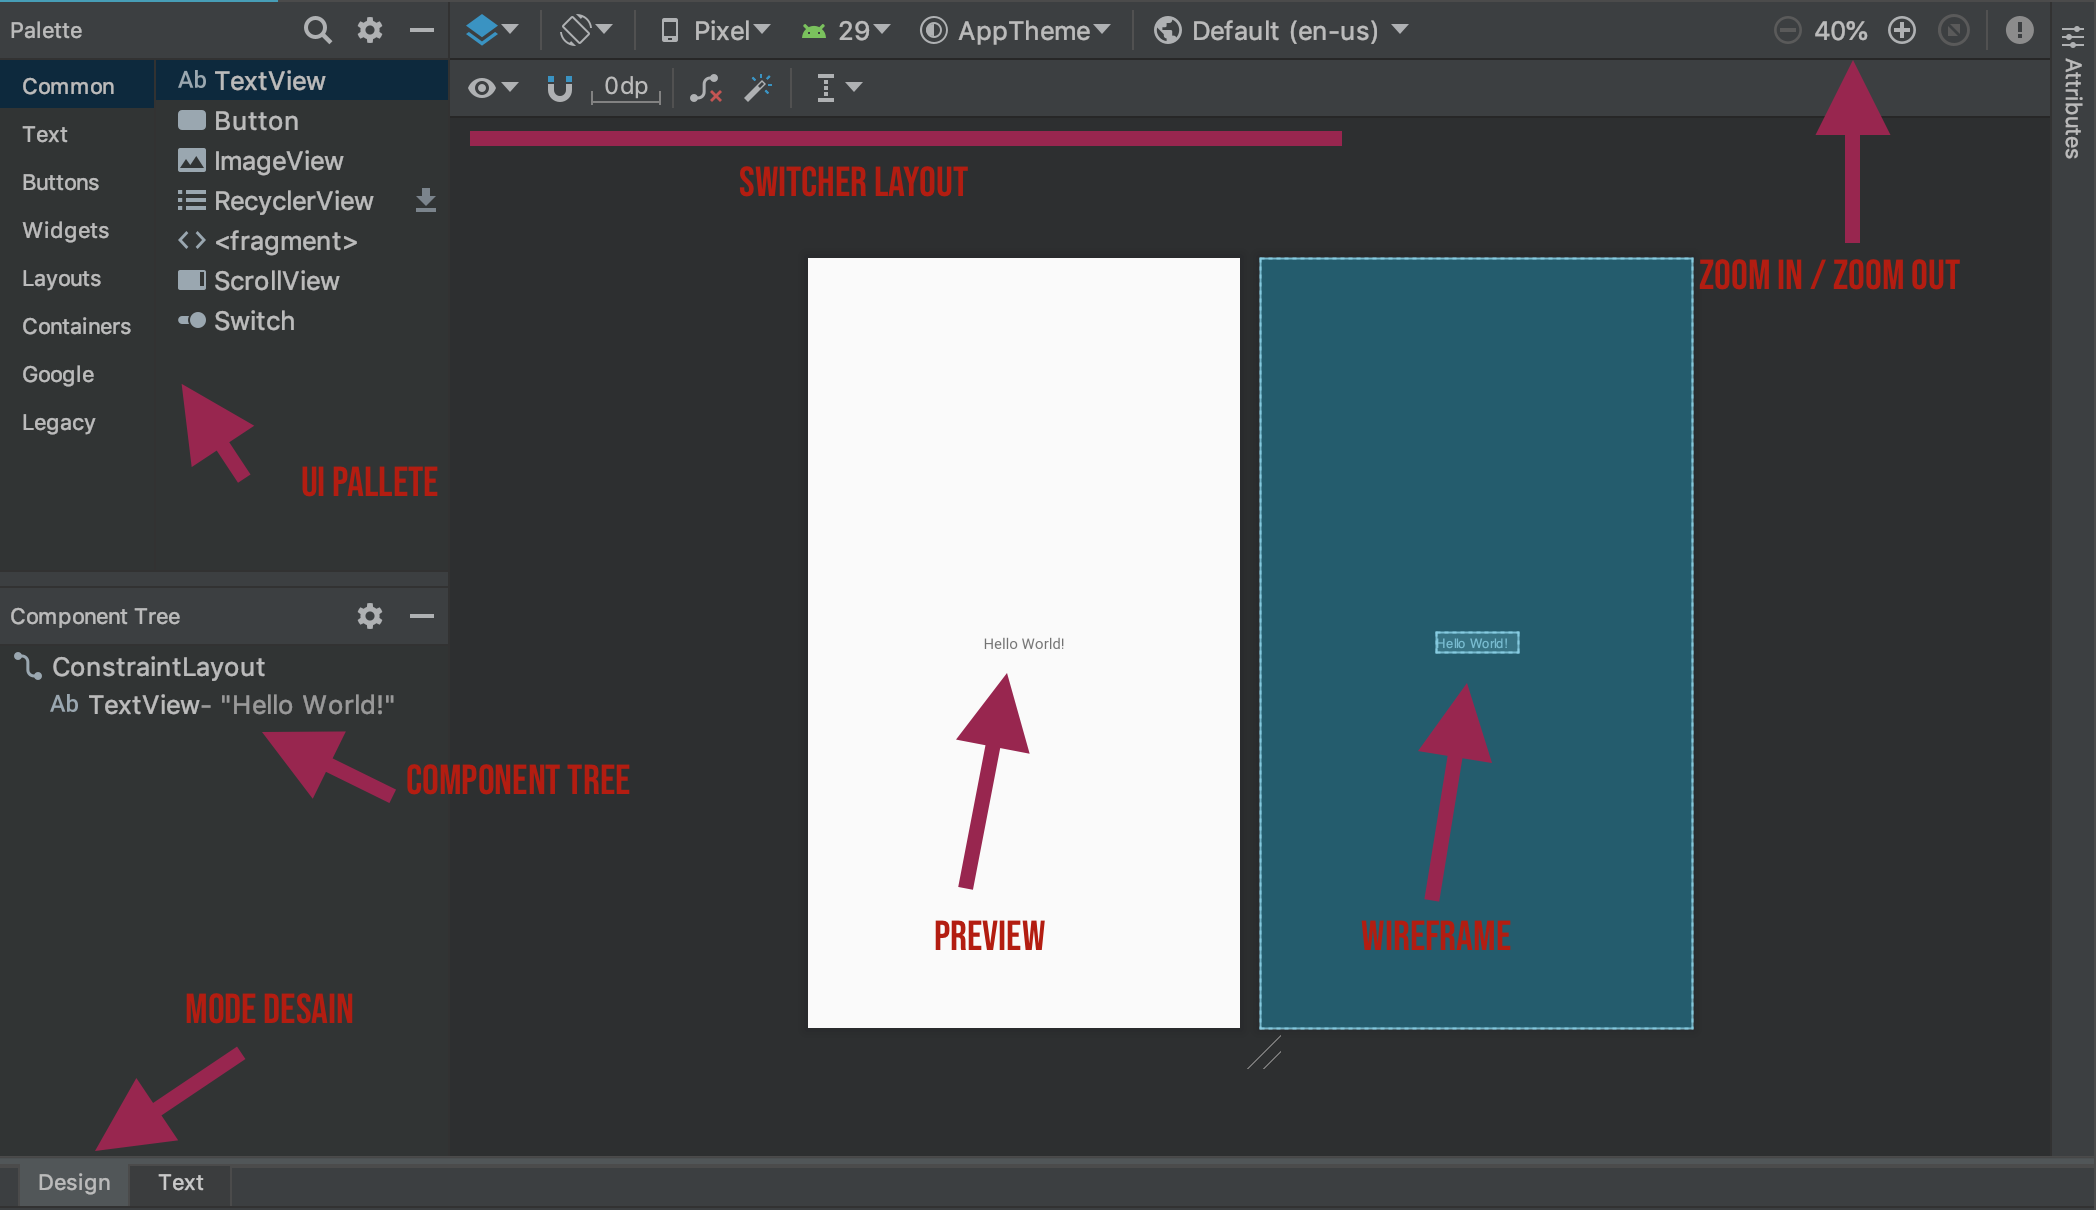 Palette
Pixel
29
AppTheme
Default (en-us)
40%
0dp
Attributes
Common
Text
Buttons
Widgets
Layouts
Containers
Google
Legacy
Ab TextView
Button
ImageView
RecyclerView
<fragment>
ScrollView
Switch
SWITCHER LAYOUT
ZOOM IN / ZOOM OUT
UI PALLETE
Component Tree
ConstraintLayout
Ab TextView- "Hello World!"
COMPONENT TREE
Hello World!
Hello World!
PREVIEW
WIREFRAME
MODE DESAIN
Design
Text